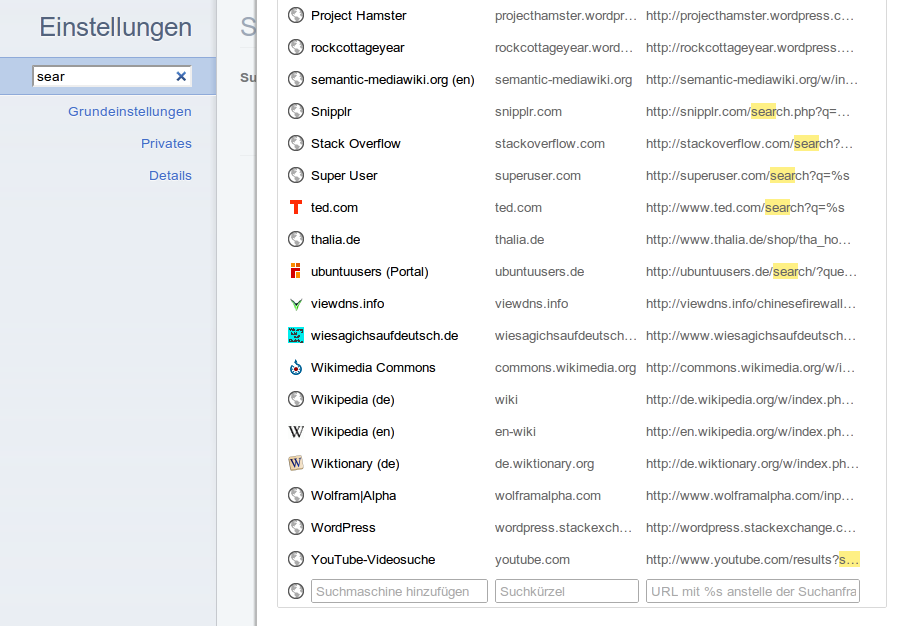 Einstellungen
sear
Grundeinstellungen
Privates
Details
S
Su
Project Hamster projecthamster.wordpr… http://projecthamster.wordpress.c…
rockcottageyear rockcottageyear.word… http://rockcottageyear.wordpress.…
semantic-mediawiki.org (en) semantic-mediawiki.org http://semantic-mediawiki.org/w/in…
Snipplr snipplr.com http://snipplr.com/search.php?q=…
Stack Overflow stackoverflow.com http://stackoverflow.com/search?…
Super User superuser.com http://superuser.com/search?q=%s
ted.com ted.com http://www.ted.com/search?q=%s
thalia.de thalia.de http://www.thalia.de/shop/tha_ho…
ubuntuusers (Portal) ubuntuusers.de http://ubuntuusers.de/search/?que…
viewdns.info viewdns.info http://viewdns.info/chinesefirewall…
wiesagichsaufdeutsch.de wiesagichsaufdeutsch… http://www.wiesagichsaufdeutsch…
Wikimedia Commons commons.wikimedia.org http://commons.wikimedia.org/w/i…
Wikipedia (de) wiki http://de.wikipedia.org/w/index.ph…
Wikipedia (en) en-wiki http://en.wikipedia.org/w/index.ph…
Wiktionary (de) de.wiktionary.org http://de.wiktionary.org/w/index.ph…
Wolfram|Alpha wolframalpha.com http://www.wolframalpha.com/inp…
WordPress wordpress.stackexch… http://wordpress.stackexchange.c…
YouTube-Videosuche youtube.com http://www.youtube.com/results?s…
Suchmaschine hinzufügen Suchkürzel URL mit %s anstelle der Suchanfra